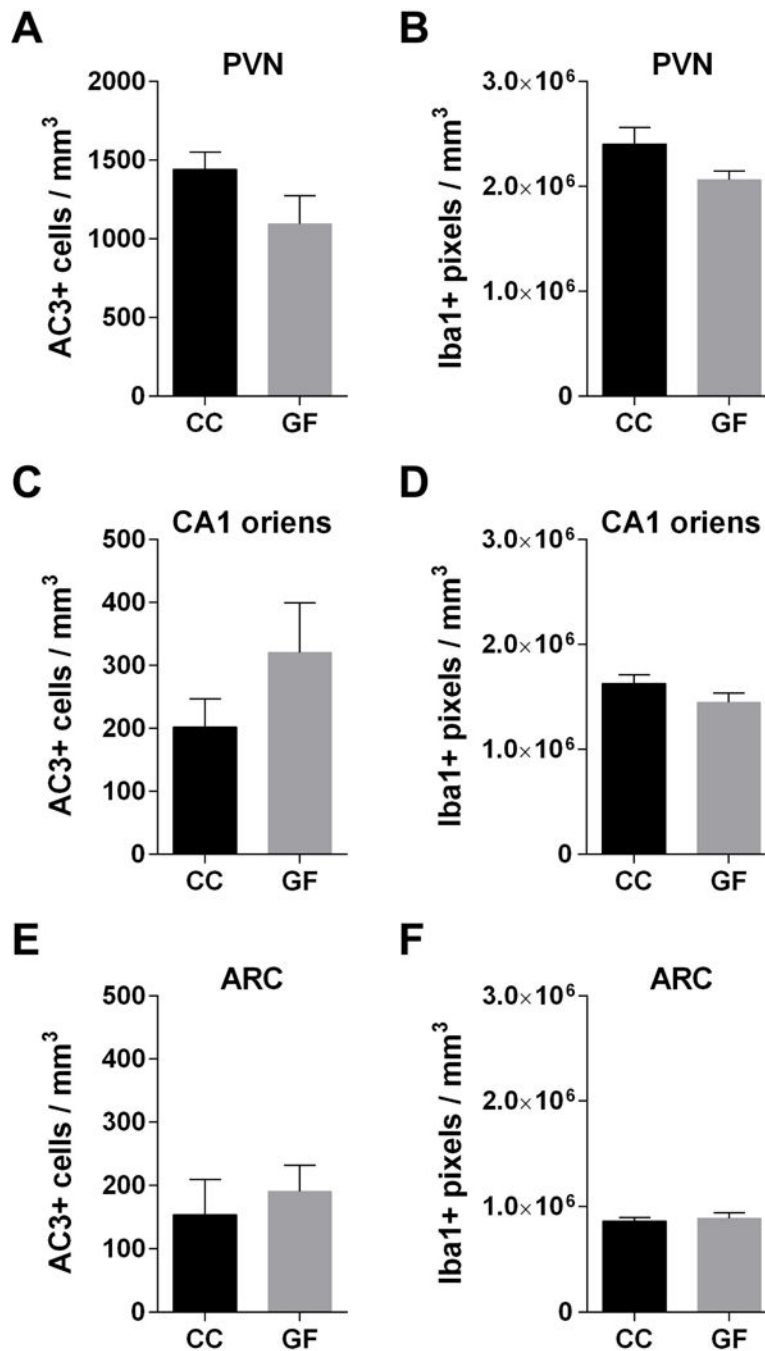 A
PVN
AC3+ cells / mm³
2000
1500
1000
500
0
CC GF
B
PVN
Iba1+ pixels / mm³
3.0×10⁶
2.0×10⁶
1.0×10⁶
0
CC GF
C
CA1 oriens
AC3+ cells / mm³
500
400
300
200
100
0
CC GF
D
CA1 oriens
Iba1+ pixels / mm³
3.0×10⁶
2.0×10⁶
1.0×10⁶
0
CC GF
E
ARC
AC3+ cells / mm³
500
400
300
200
100
0
CC GF
F
ARC
Iba1+ pixels / mm³
3.0×10⁶
2.0×10⁶
1.0×10⁶
0
CC GF